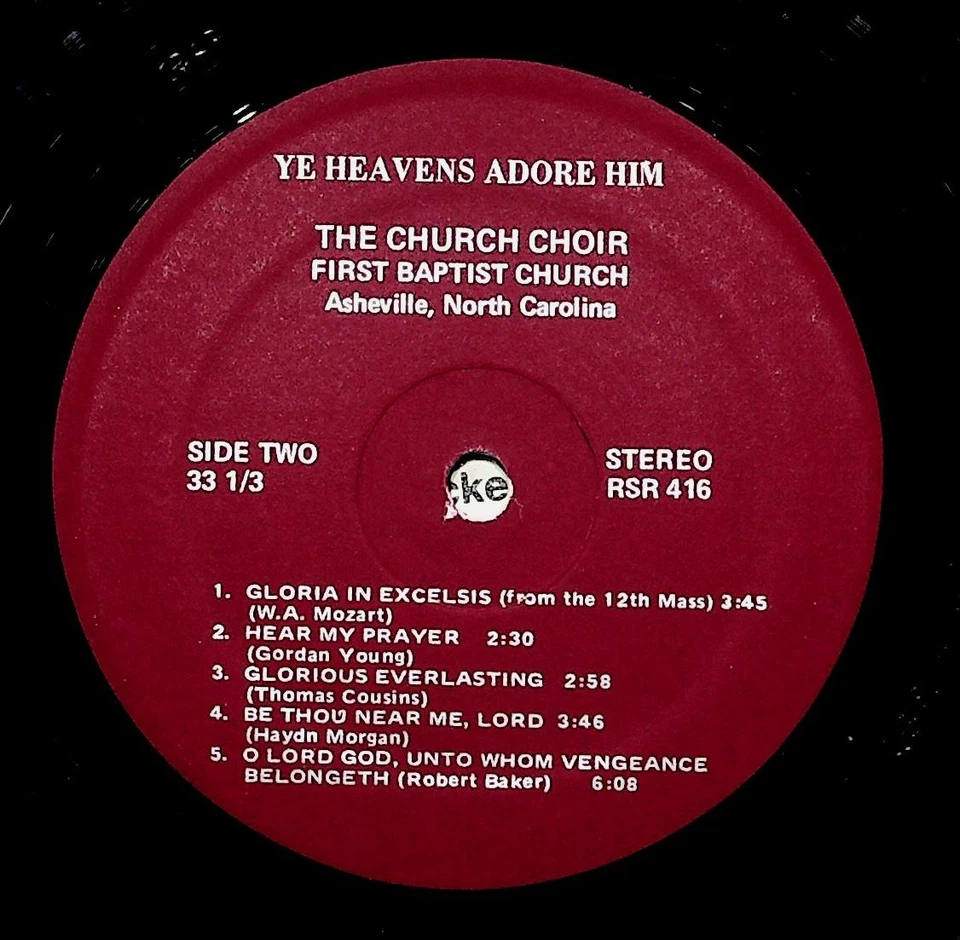 YE HEAVENS ADORE HIM
THE CHURCH CHOIR
FIRST BAPTIST CHURCH
Asheville, North Carolina
SIDE TWO
33 1/3
STEREO
RSR 416
ke
1. GLORIA IN EXCELSIS (from the 12th Mass) 3:45
(W.A. Mozart)
2. HEAR MY PRAYER 2:30
(Gordan Young)
3. GLORIOUS EVERLASTING 2:58
(Thomas Cousins)
4. BE THOU NEAR ME, LORD 3:46
(Haydn Morgan)
5. O LORD GOD, UNTO WHOM VENGEANCE
BELONGETH (Robert Baker) 6:08